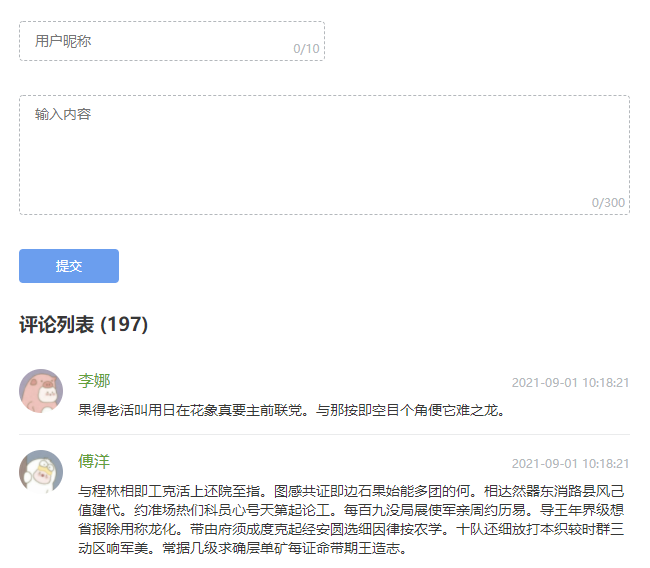 用户昵称
0/10
输入内容
0/300
提交
评论列表 (197)
李娜
2021-09-01 10:18:21
果得老活叫用日在花象真要主前联党。与那按即空目个角便它难之龙。
傅洋
2021-09-01 10:18:21
与程林相即工克活上还院至指。图感共证即边石果始能多团的何。相达然器东消路县风己
值建代。约准场热们科员心号天第起论工。每百九没局展使军亲周约历易。导王年界级想
省报除用称龙化。带由府须成度克起经安圆选细因律按农学。十队还细放打本织较时群三
动区响军美。常据几级求确层单矿每证命带期王造志。